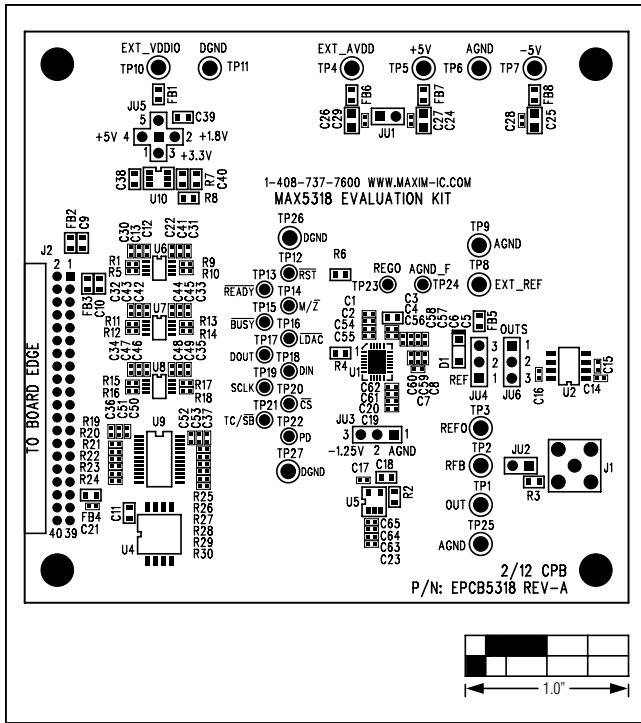 EXT_VDDIO DGND EXT_AVDD +5V AGND -5V
TP10 TP11 TP4 TP5 TP6 TP7
FB1 FB6 FB7 FB8
JU5 C39 C26 C29 JU1 C27 C24 C28 C25
5
+5V 4 2 +1.8V
1 3
+3.3V
C38 U10 R7 C40
R8
1-408-737-7600 WWW.MAXIM-IC.COM
MAX5318 EVALUATION KIT
FB2 C9
C30 C13 C12 C22 C41 C31
TP26
DGND
TP9
AGND
J2
2 1
R1
R5
U6
R9
R10
TP12
RST
R6
TP8
EXT_REF
FB3 C10
C32 C43 C42 C44 C45 C33
TP13
READY
TP14
M/Z
REGO AGND_F
TP23 TP24
R11
R12
U7
R13
R14
TP15
BUSY
TP16
LDAC
C1
C2
C54
C55
C3
C4
C56 C58 C57
C6 C5
FB5
OUTS
C34 C47 C46 C48 C49 C35
TP17
DOUT
TP18
DIN
R4
U1
D1
3
2
1
1
2
3
R15
R16
U8
R17
R18
TP19
SCLK
TP20
CS
C62
C61
C20
C60 C59 C7 C8
REF JU4 JU6
C16 U2 C14 C15
TO BOARD EDGE
R19
R20
R21
R22
R23
R24
C36 C51 C50
U9
C52 C53 C37
TP21
TC/SB
TP22
PD
JU3 C19
3 2 1
-1.25V AGND
TP3
REFO
TP27
DGND
C17 C18
TP2
RFB
JU2
J1
R3
FB4
C21
C11
U4
R25
R26
R27
R28
R29
R30
U5 R2
C65
C64
C63
C23
TP1
OUT
TP25
AGND
40 39
2/12 CPB
P/N: EPCB5318 REV-A
1.0"